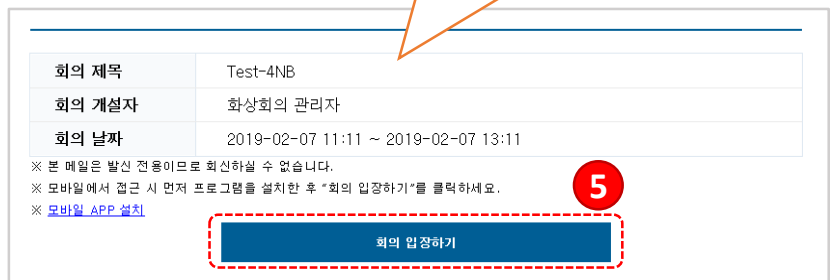 회의 제목 Test-4NB
회의 개설자 화상회의 관리자
회의 날짜 2019-02-07 11:11 ~ 2019-02-07 13:11
※ 본 메일은 발신 전용이므로 회신하실 수 없습니다.
※ 모바일에서 접근 시 먼저 프로그램을 설치한 후 "회의 입장하기"를 클릭하세요.
5
※ 모바일 APP 설치
회의 입장하기